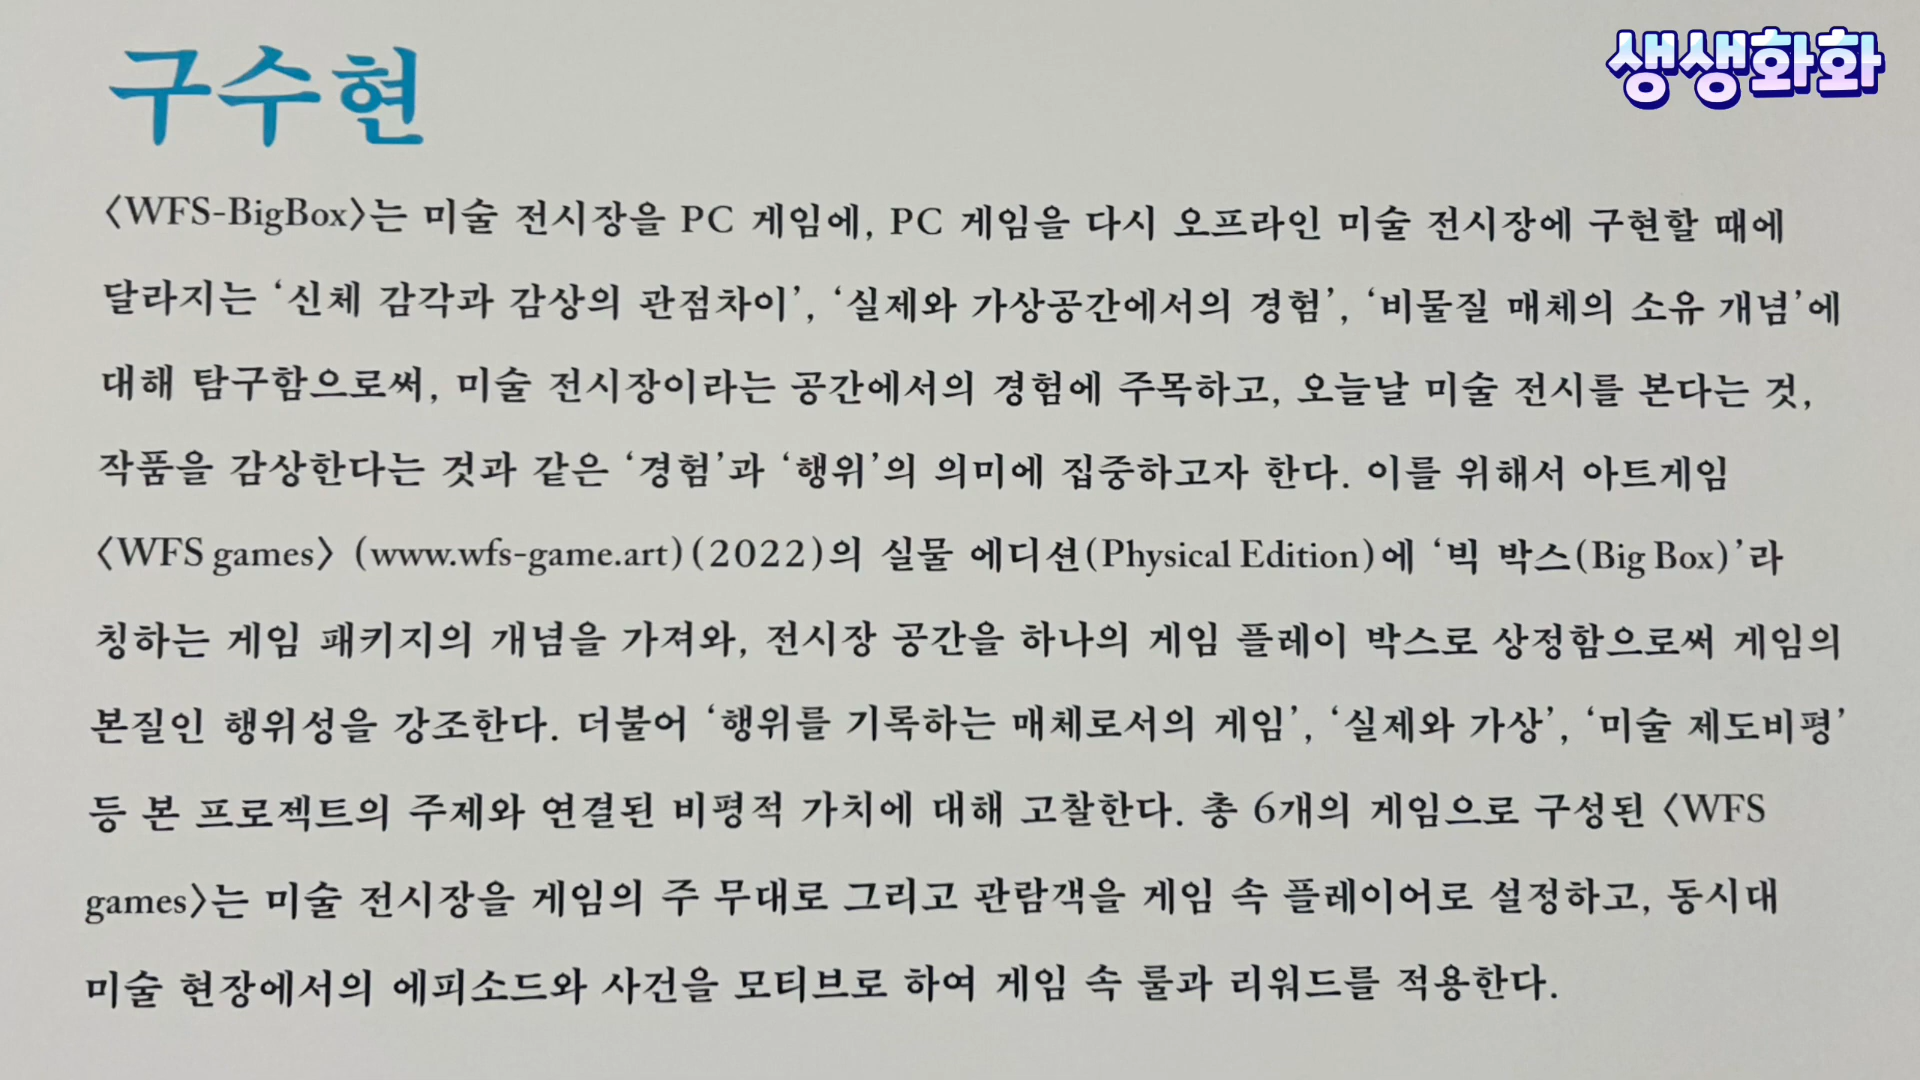 구수현
생생화화
〈WFS-BigBox〉는 미술 전시장을 PC 게임에, PC 게임을 다시 오프라인 미술 전시장에 구현할 때에
달라지는 ‘신체 감각과 감상의 관점차이’, ‘실제와 가상공간에서의 경험’, ‘비물질 매체의 소유 개념’에
대해 탐구함으로써, 미술 전시장이라는 공간에서의 경험에 주목하고, 오늘날 미술 전시를 본다는 것,
작품을 감상한다는 것과 같은 ‘경험’과 ‘행위’의 의미에 집중하고자 한다. 이를 위해서 아트게임
〈WFS games〉 (www.wfs-game.art)(2022)의 실물 에디션(Physical Edition)에 ‘빅 박스(Big Box)’라
칭하는 게임 패키지의 개념을 가져와, 전시장 공간을 하나의 게임 플레이 박스로 상정함으로써 게임의
본질인 행위성을 강조한다. 더불어 ‘행위를 기록하는 매체로서의 게임’, ‘실제와 가상’, ‘미술 제도비평’
등 본 프로젝트의 주제와 연결된 비평적 가치에 대해 고찰한다. 총 6개의 게임으로 구성된 〈WFS
games〉는 미술 전시장을 게임의 주 무대로 그리고 관람객을 게임 속 플레이어로 설정하고, 동시대
미술 현장에서의 에피소드와 사건을 모티브로 하여 게임 속 룰과 리워드를 적용한다.